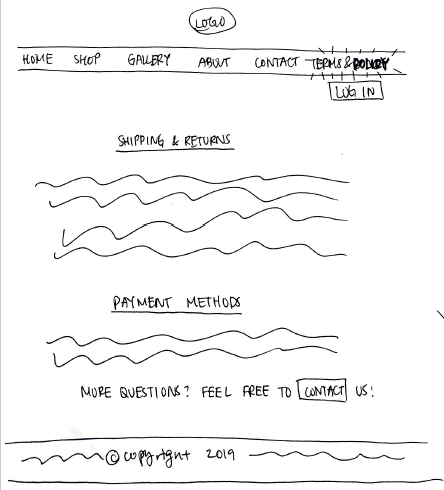 LOGO
HOME SHOP GALLERY ABOUT CONTACT TERMS & POLICY
LOG IN
SHIPPING & RETURNS
PAYMENT METHODS
MORE QUESTIONS? FEEL FREE TO CONTACT US!
© copyright 2019